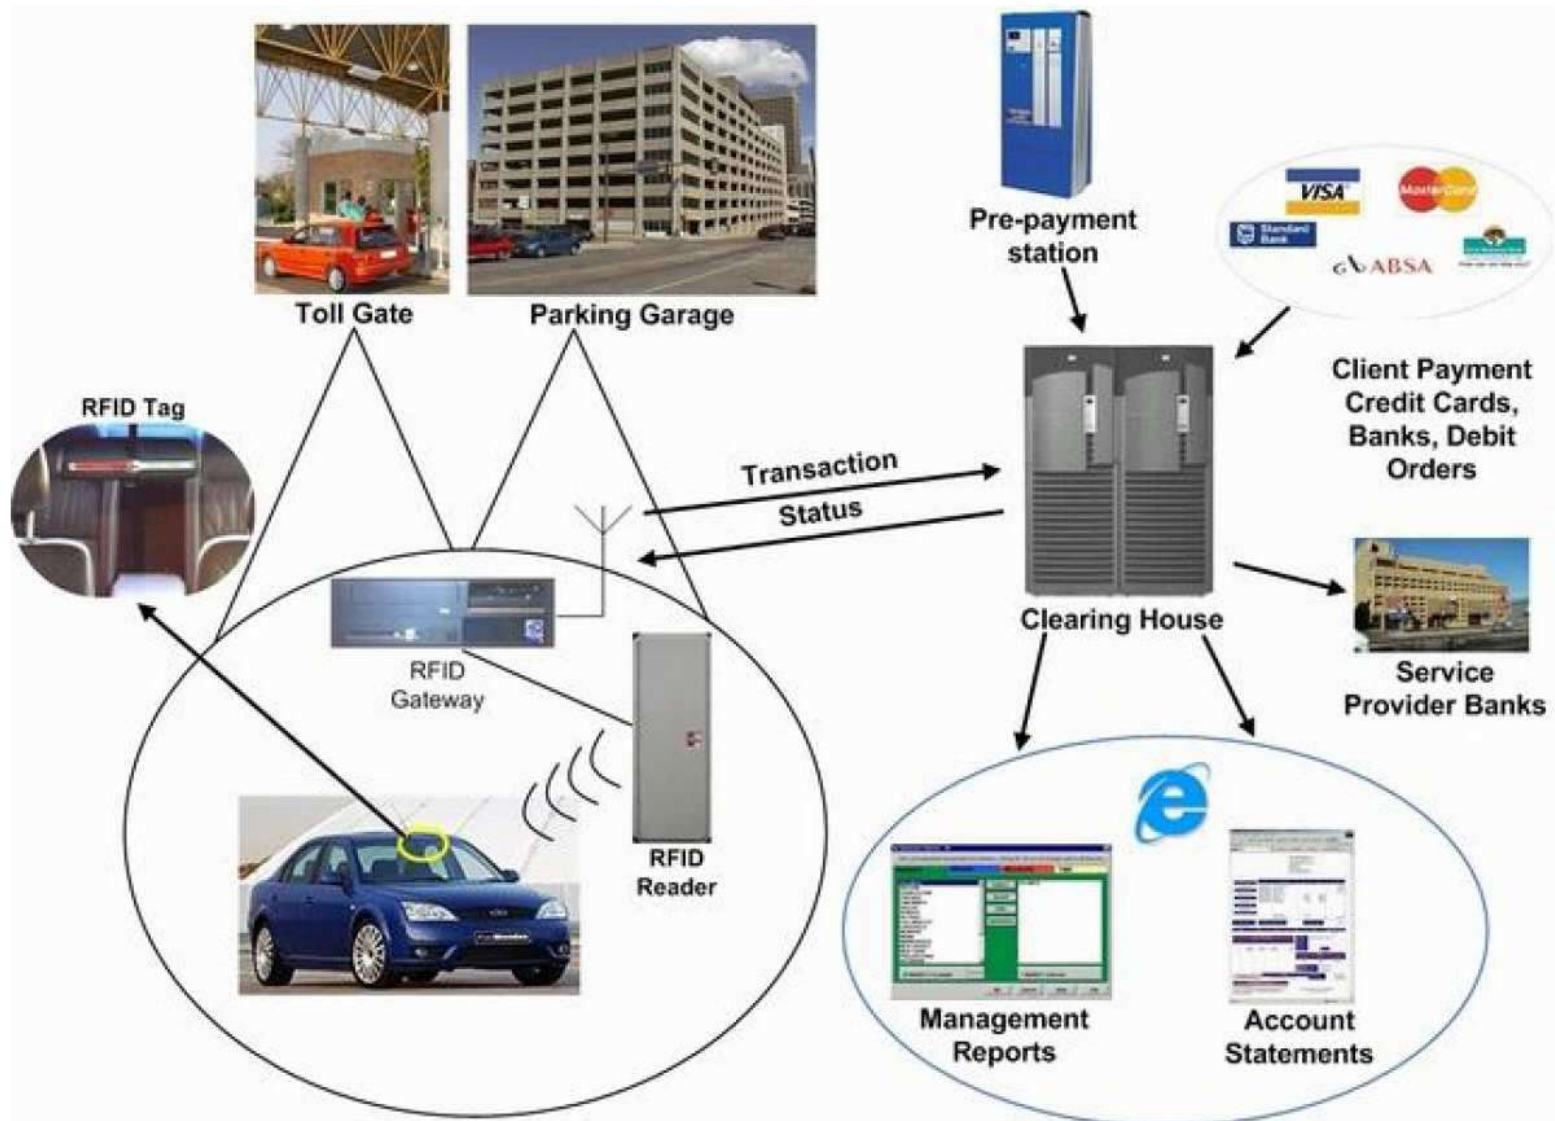 Toll Gate
Parking Garage
Pre-payment
station
VISA
MasterCard
Standard
Bank
ABSA
Client Payment
Credit Cards,
Banks, Debit
Orders
RFID Tag
Transaction
Status
Clearing House
Service
Provider Banks
RFID
Gateway
RFID
Reader
Management
Reports
Account
Statements